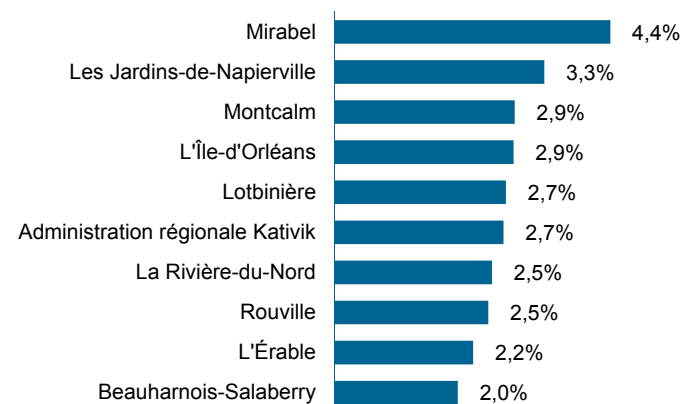 Mirabel 4,4%
Les Jardins-de-Napierville 3,3%
Montcalm 2,9%
L'Île-d'Orléans 2,9%
Lotbinière 2,7%
Administration régionale Kativik 2,7%
La Rivière-du-Nord 2,5%
Rouville 2,5%
L'Érable 2,2%
Beauharnois-Salaberry 2,0%